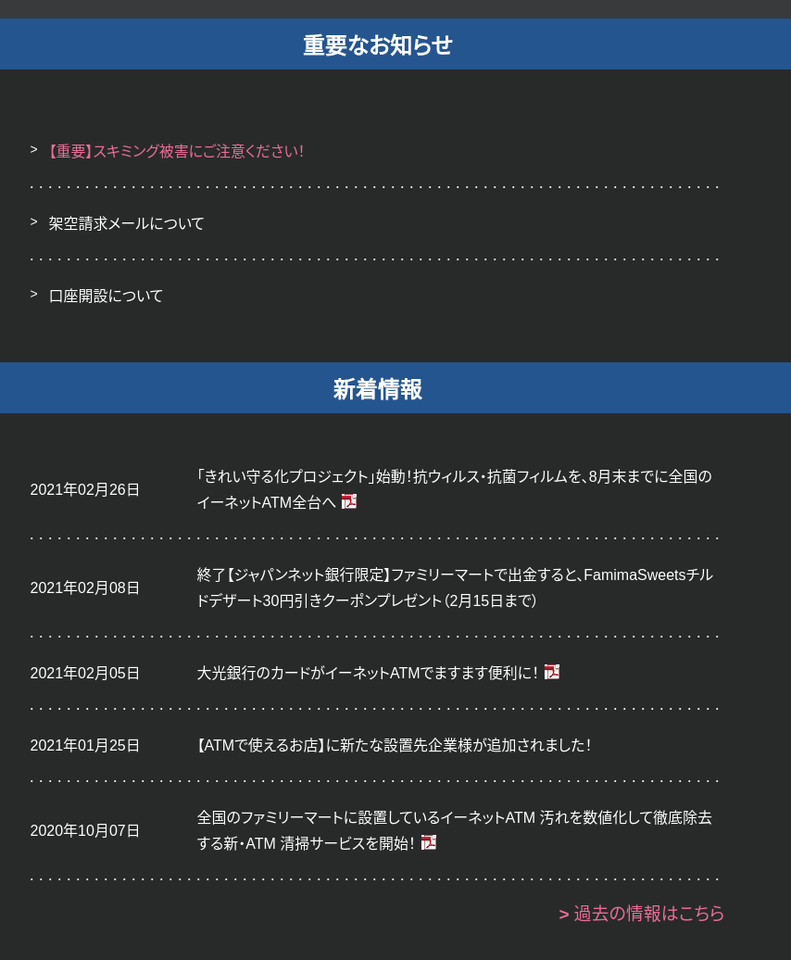 重要なお知らせ
> 【重要】スキミング被害にご注意ください！
> 架空請求メールについて
> 口座開設について
新着情報
2021年02月26日
「きれい守る化プロジェクト」始動！抗ウィルス・抗菌フィルムを、8月末までに全国の
イーネットATM全台へ
2021年02月08日
終了【ジャパンネット銀行限定】ファミリーマートで出金すると、FamimaSweetsチル
ドデザート30円引きクーポンプレゼント（2月15日まで）
2021年02月05日
大光銀行のカードがイーネットATMでますます便利に！
2021年01月25日
【ATMで使えるお店】に新たな設置先企業様が追加されました！
2020年10月07日
全国のファミリーマートに設置しているイーネットATM 汚れを数値化して徹底除去
する新・ATM 清掃サービスを開始！
> 過去の情報はこちら